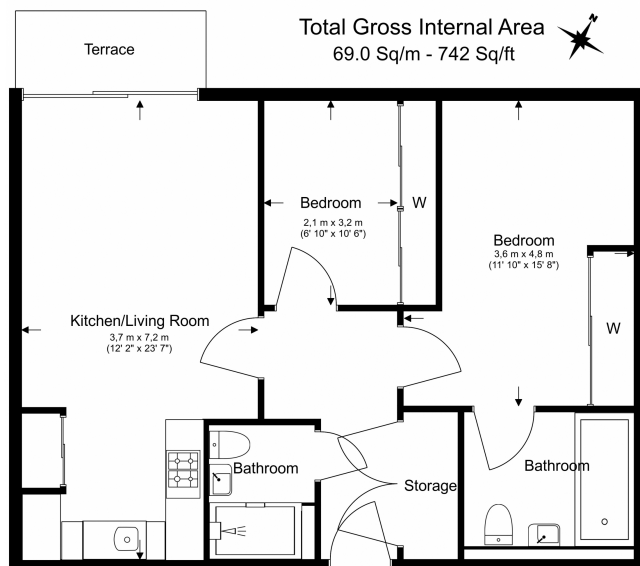 Total Gross Internal Area
69.0 Sq/m - 742 Sq/ft
N
Terrace
Bedroom
2,1 m x 3,2 m
(6' 10" x 10' 6")
W
Bedroom
3,6 m x 4,8 m
(11' 10" x 15' 8")
Kitchen/Living Room
3,7 m x 7,2 m
(12' 2" x 23' 7")
W
Bathroom
Storage
Bathroom